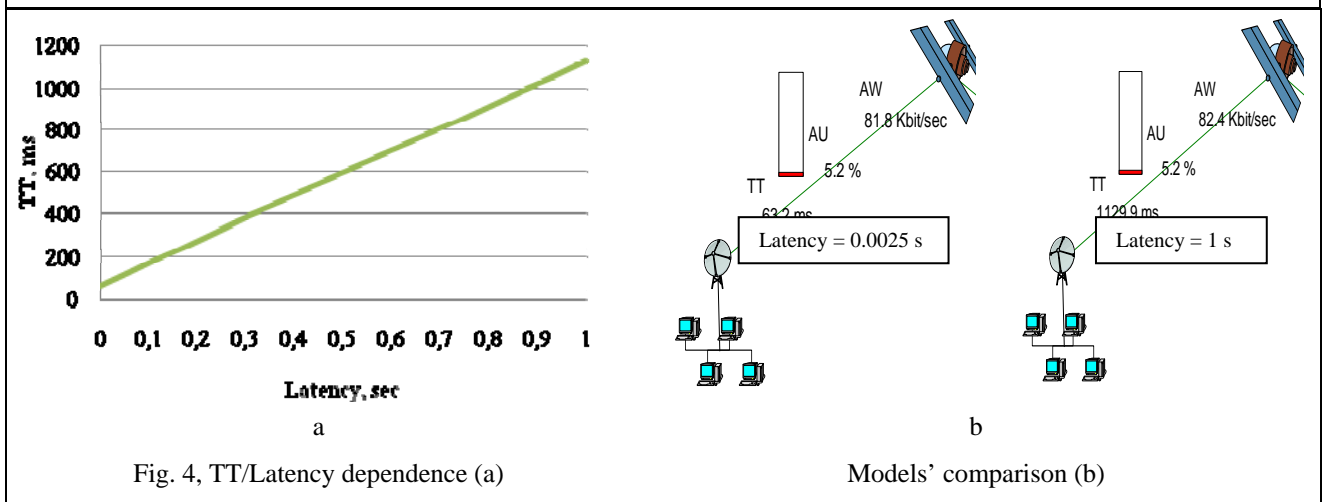 1200
1000
800
600
400
200
0
TT, ms
0 0,1 0,2 0,3 0,4 0,5 0,6 0,7 0,8 0,9 1
Latency, sec
a
AW
81.8 Kbit/sec
AU
5.2 %
TT
63.2 ms
Latency = 0.0025 s
AW
82.4 Kbit/sec
AU
5.2 %
TT
1129.9 ms
Latency = 1 s
b
Fig. 4, TT/Latency dependence (a)
Models’ comparison (b)